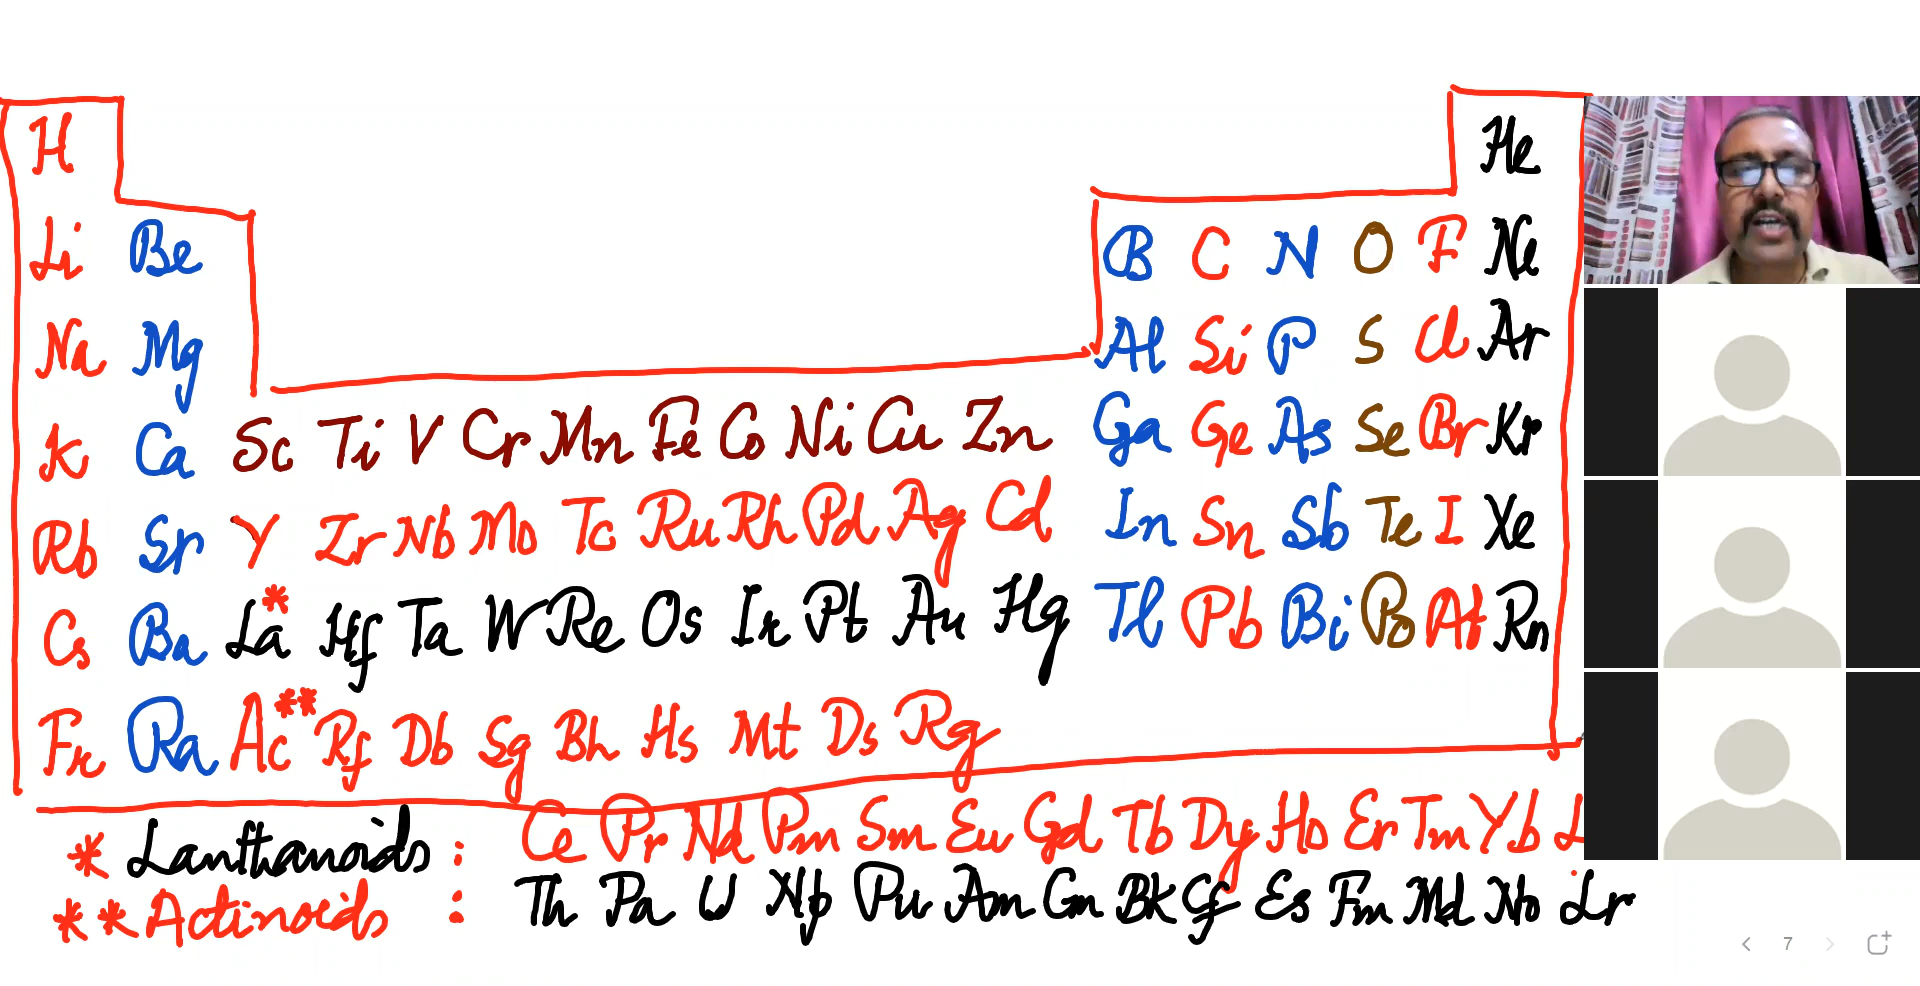 H He
Li Be B C N O F Ne
Na Mg Al Si P S Cl Ar
K Ca Sc Ti V Cr Mn Fe Co Ni Cu Zn Ga Ge As Se Br Kr
Rb Sr Y Zr Nb Mo Tc Ru Rh Pd Ag Cd In Sn Sb Te I Xe
Cs Ba La* Hf Ta W Re Os Ir Pt Au Hg Tl Pb Bi Po At Rn
Fr Ra Ac** Rf Db Sg Bh Hs Mt Ds Rg
* Lanthanoids : Ce Pr Nd Pm Sm Eu Gd Tb Dy Ho Er Tm Yb L
** Actinoids : Th Pa U Np Pu Am Cm Bk Cf Es Fm Md No Lr
7